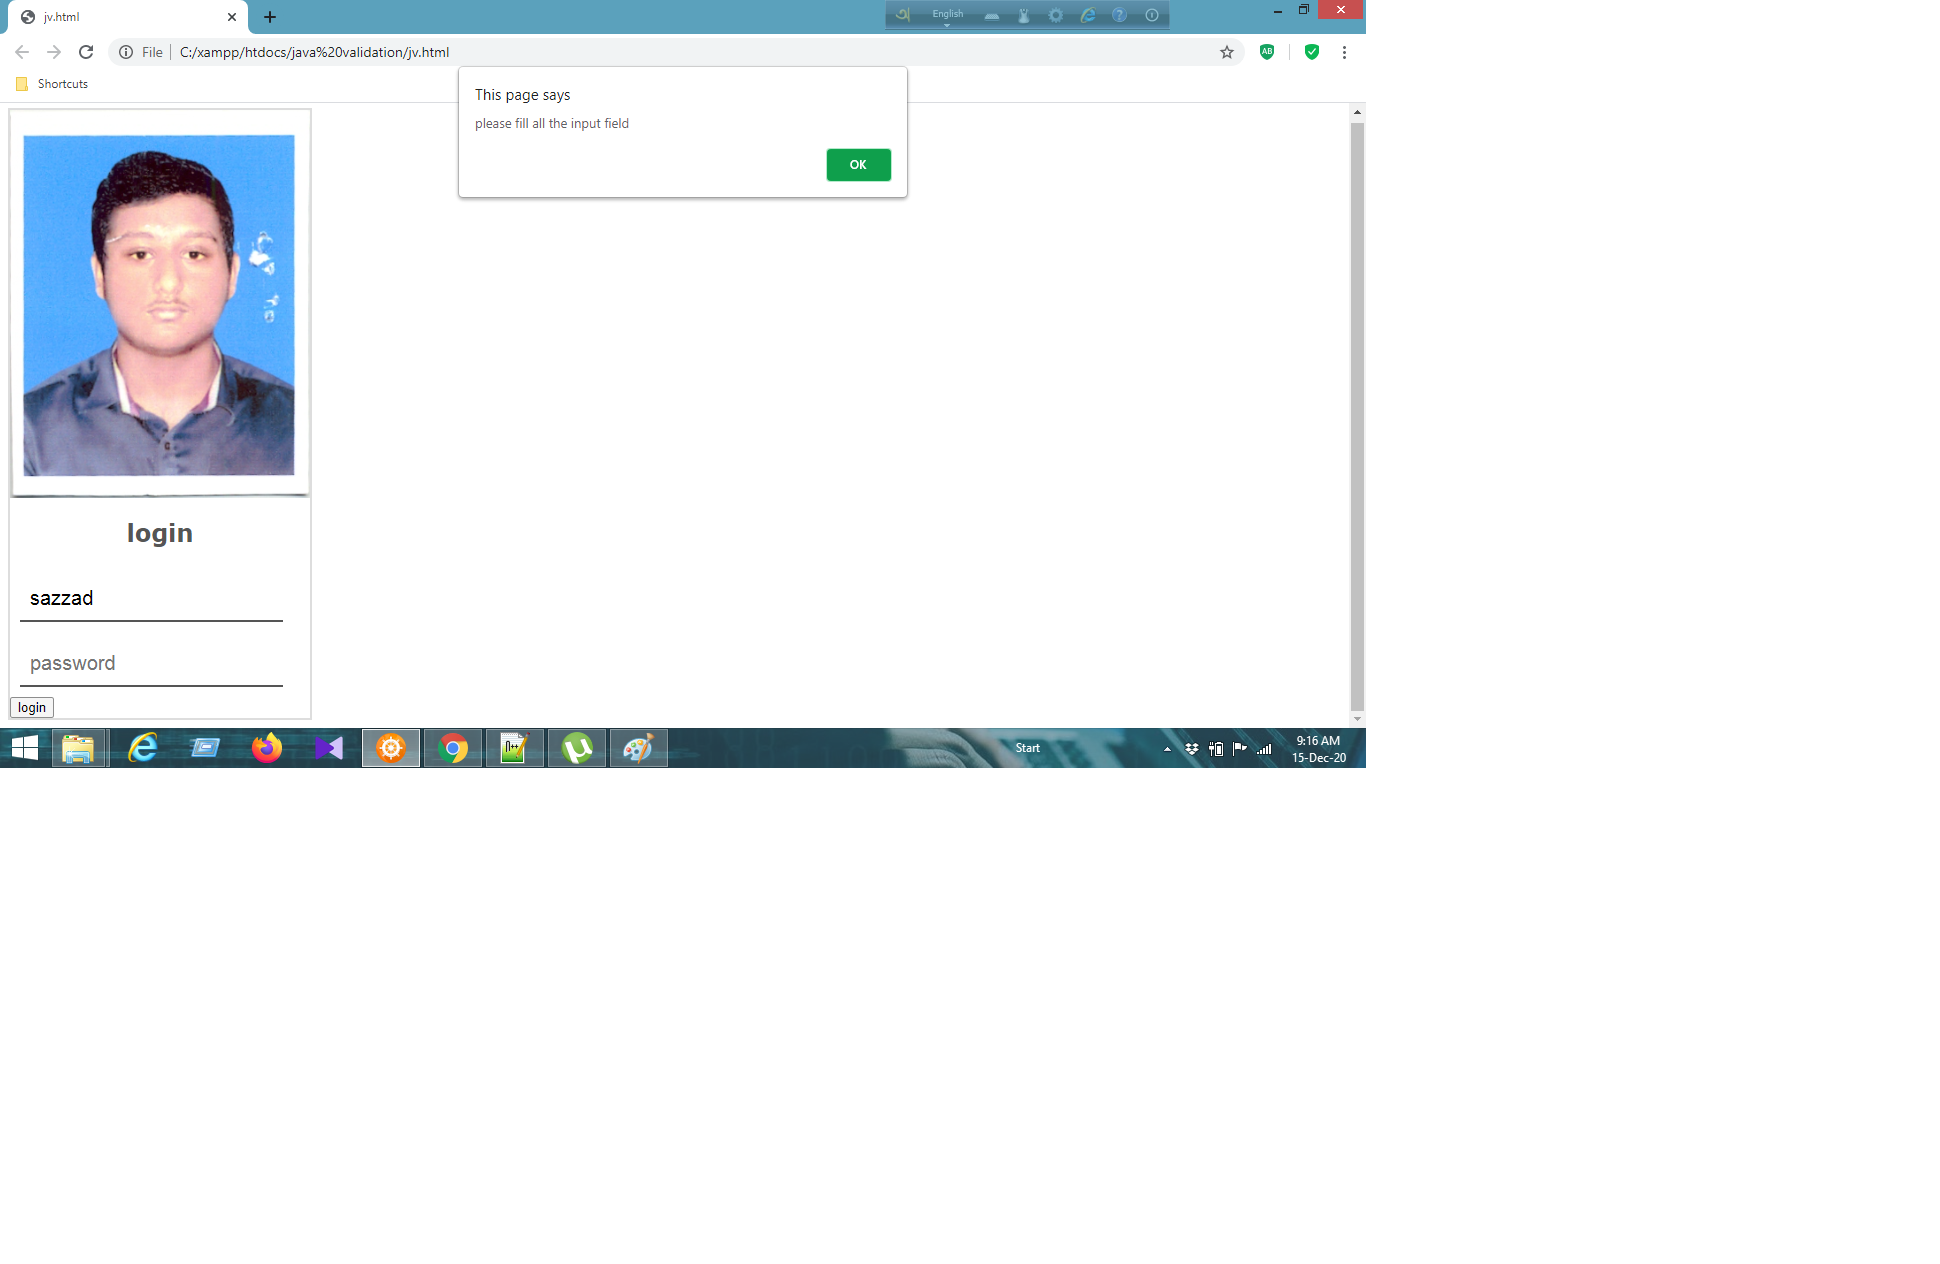 jv.html
English
File
C:/xampp/htdocs/java%20validation/jv.html
AB
Shortcuts
This page says
please fill all the input field
OK
login
sazzad
password
login
Start
9:16 AM
15-Dec-20